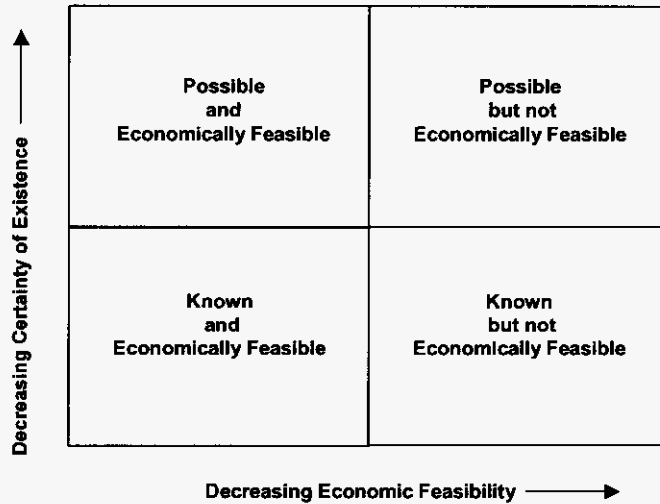 Decreasing Certainty of Existence
Possible
and
Economically Feasible
Possible
but not
Economically Feasible
Known
and
Economically Feasible
Known
but not
Economically Feasible
Decreasing Economic Feasibility